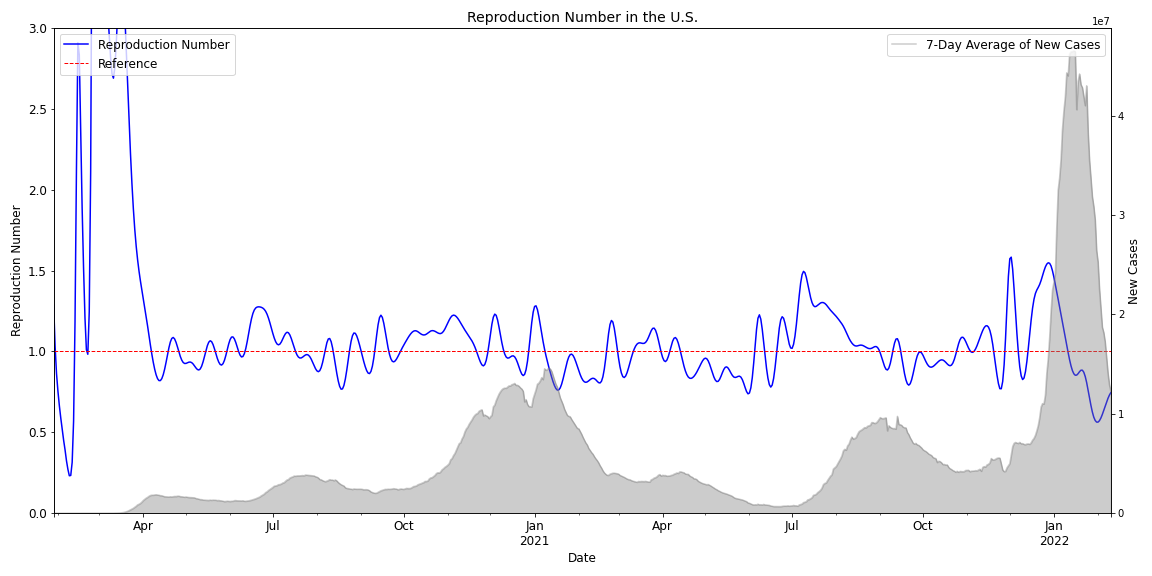 Reproduction Number in the U.S.
1e7
Reproduction Number
Reference
7-Day Average of New Cases
3.0
2.5
2.0
1.5
1.0
0.5
0.0
Reproduction Number
4
3
2
1
0
New Cases
Apr
Jul
Oct
Jan
2021
Apr
Jul
Oct
Jan
2022
Date